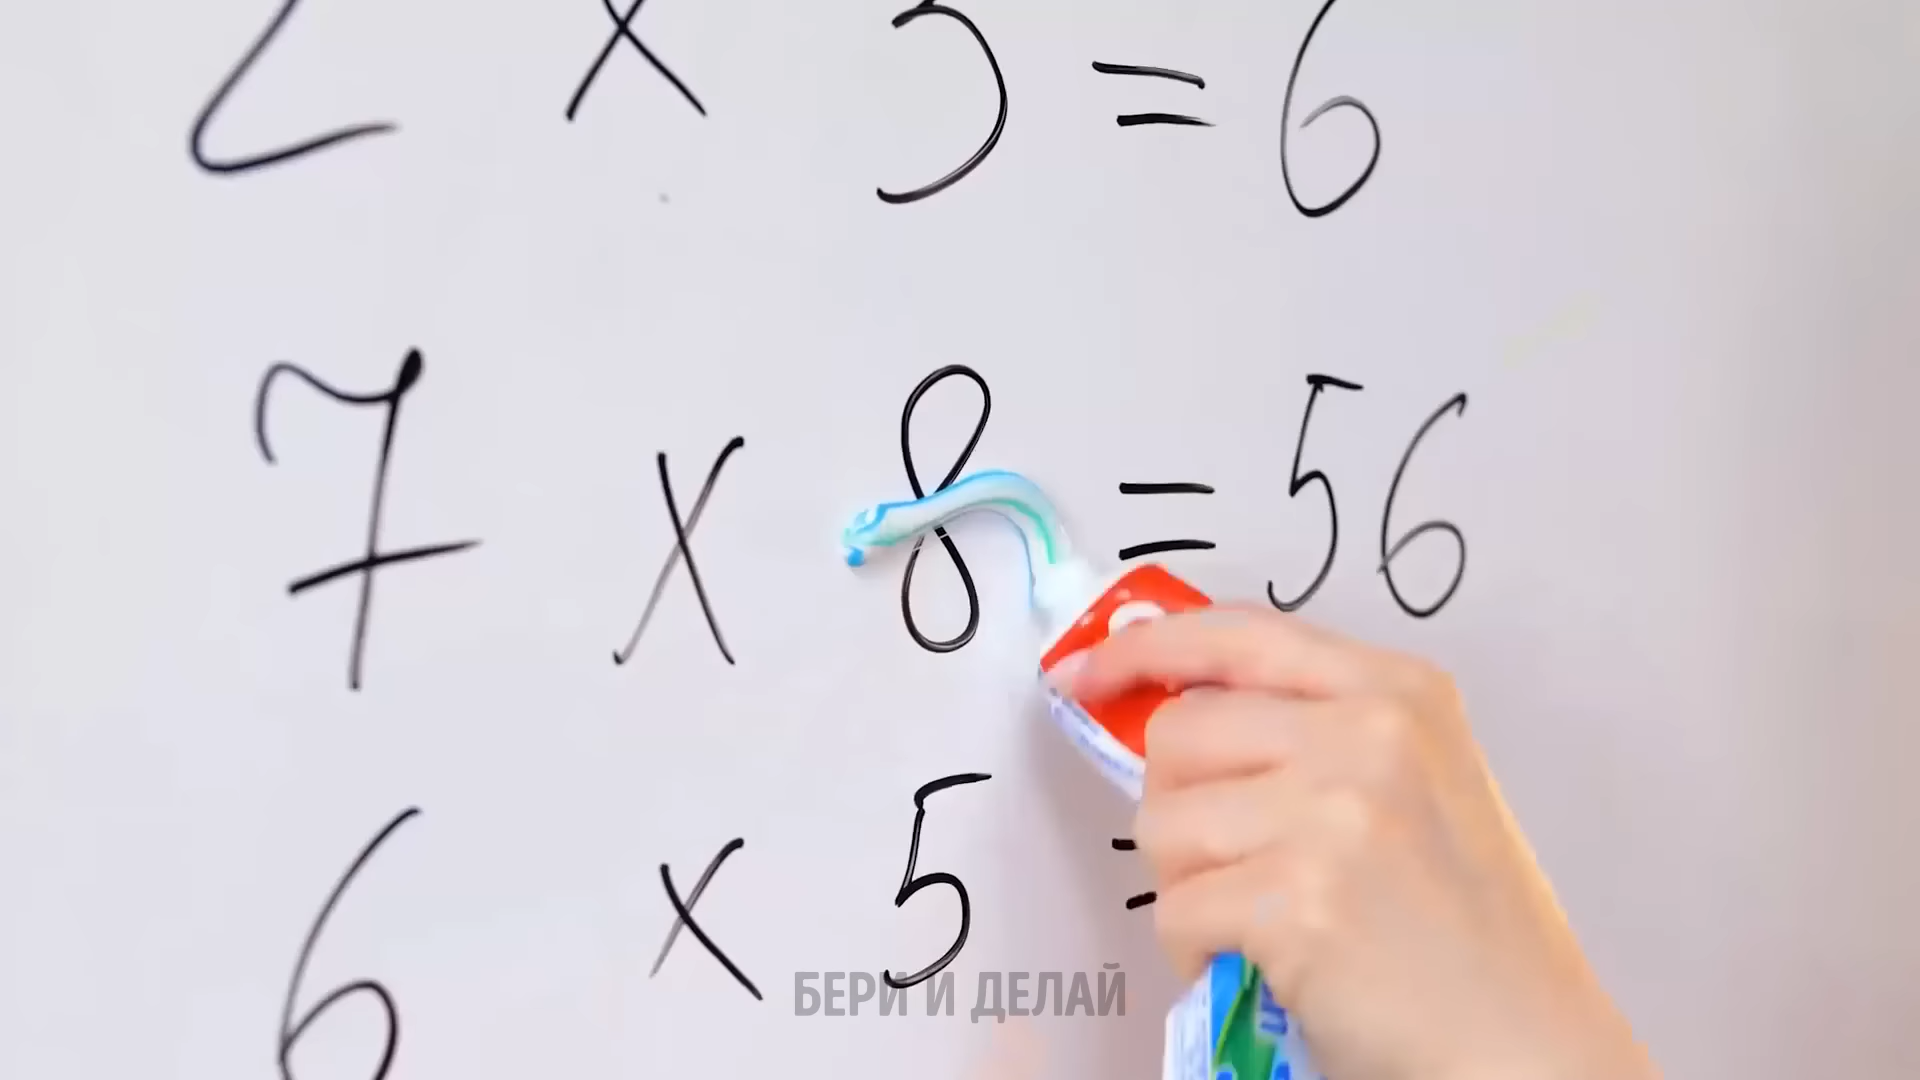 2 x 3 = 6
7 x 8 = 56
6 x 5 =
БЕРИ И ДЕЛАЙ